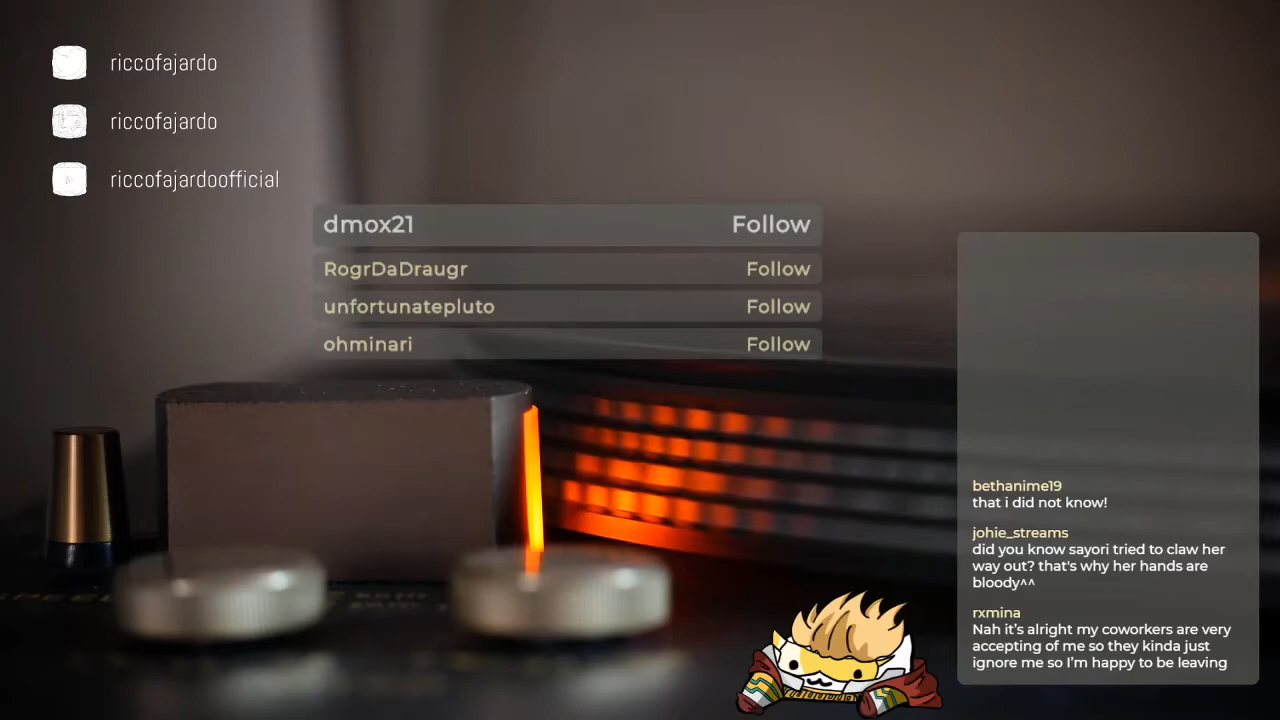 riccofajardo
riccofajardo
riccofajardoofficial
dmox21 Follow
RogrDaDraugr Follow
unfortunatepluto Follow
ohminari Follow
bethanime19
that i did not know!
johie_streams
did you know sayori tried to claw her
way out? that's why her hands are
bloody^^
rxmina
Nah it’s alright my coworkers are very
accepting of me so they kinda just
ignore me so I’m happy to be leaving